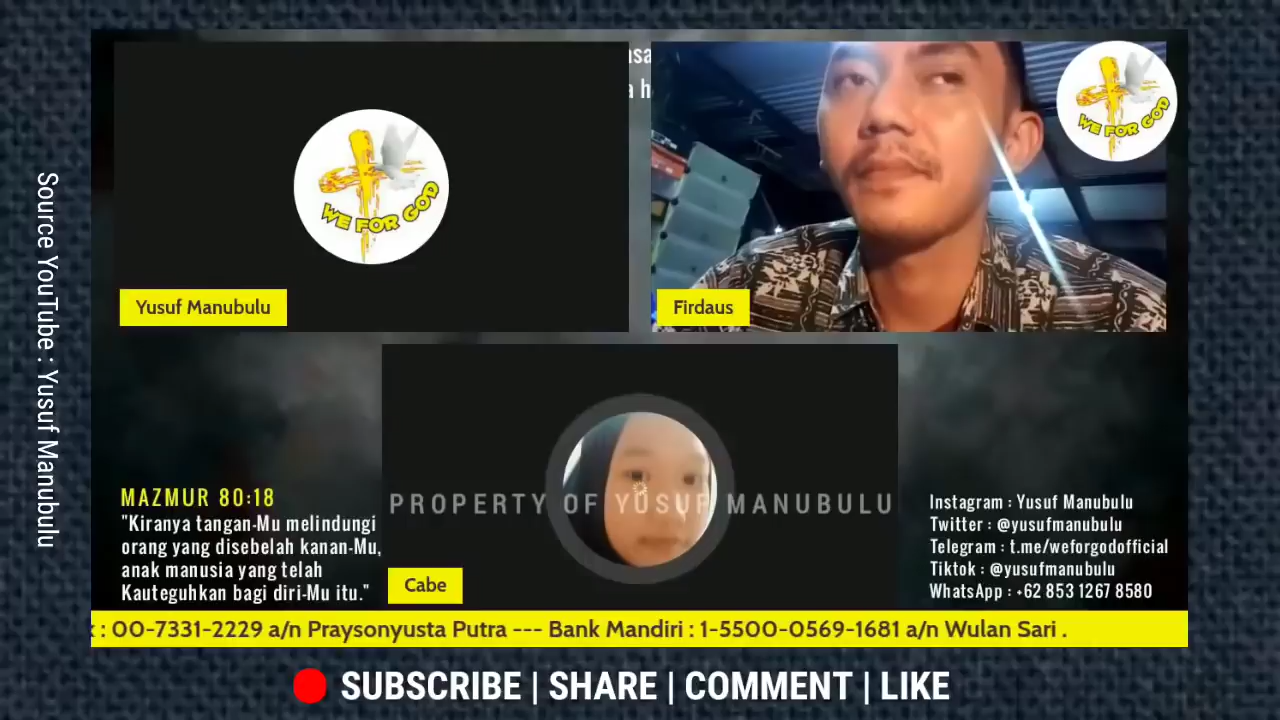 WE FOR GOD
Yusuf Manubulu
WE FOR GOD
Firdaus
Source YouTube : Yusuf Manubulu
PROPERTY OF YUSUF MANUBULU
Cabe
MAZMUR 80:18
"Kiranya tangan-Mu melindungi
orang yang disebelah kanan-Mu,
anak manusia yang telah
Kauteguhkan bagi diri-Mu itu."
Instagram : Yusuf Manubulu
Twitter : @yusufmanubulu
Telegram : t.me/weforgodofficial
Tiktok : @yusufmanubulu
WhatsApp : +62 853 1267 8580
: 00-7331-2229 a/n Praysonyusta Putra --- Bank Mandiri : 1-5500-0569-1681 a/n Wulan Sari .
SUBSCRIBE | SHARE | COMMENT | LIKE